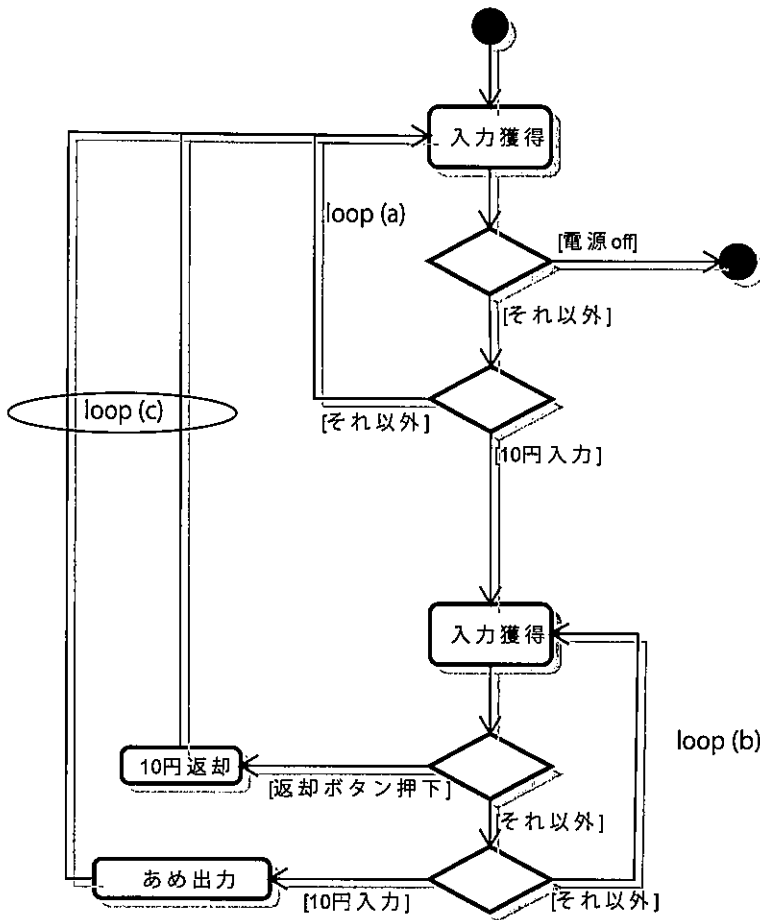 入力獲得
loop (a)
[電源off]
[それ以外]
loop (c)
[それ以外]
[10円入力]
入力獲得
loop (b)
10円返却
[返却ボタン押下]
[それ以外]
あめ出力
[10円入力]
[それ以外]